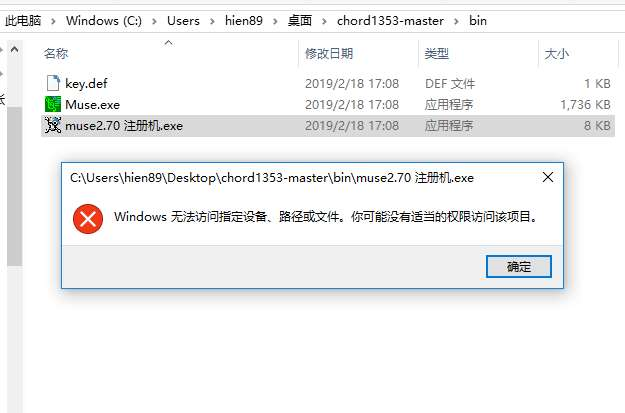 此电脑 › Windows (C:) › Users › hien89 › 桌面 › chord1353-master › bin
名称 修改日期 类型 大小
key.def 2019/2/18 17:08 DEF 文件 1 KB
Muse.exe 2019/2/18 17:08 应用程序 1,736 KB
muse2.70 注册机.exe 2019/2/18 17:08 应用程序 8 KB
C:\Users\hien89\Desktop\chord1353-master\bin\muse2.70 注册机.exe
Windows 无法访问指定设备、路径或文件。你可能没有适当的权限访问该项目。
确定